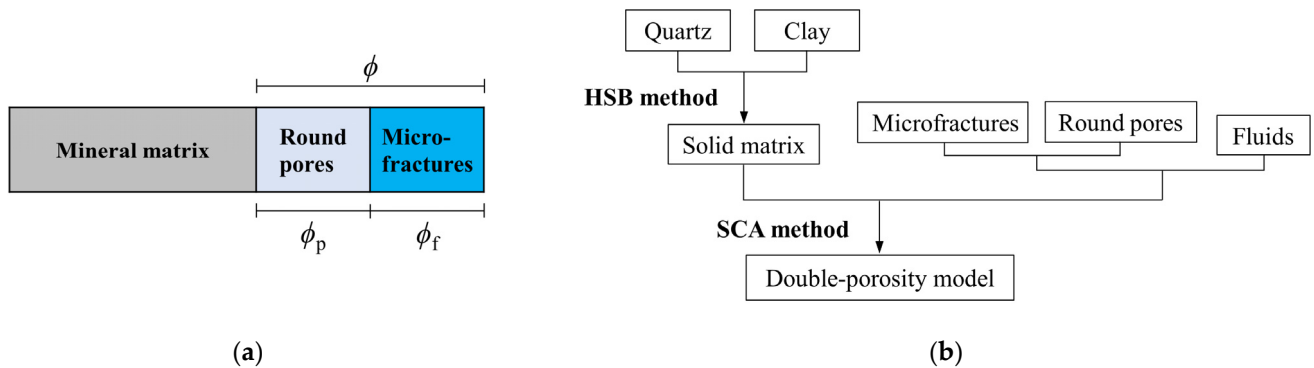 ϕ
Mineral matrix
Round
pores
Micro-
fractures
ϕp
ϕf
(a)
Quartz
Clay
HSB method
Solid matrix
Microfractures
Round pores
Fluids
SCA method
Double-porosity model
(b)